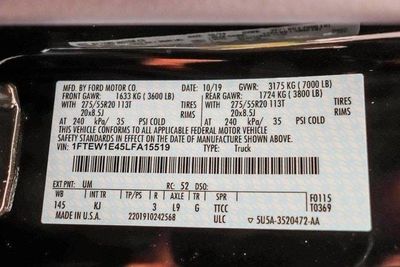 MFD. BY FORD MOTOR CO. DATE: 10/19 GVWR: 3175 KG (7000 LB)
FRONT GAWR: 1633 KG (3600 LB) REAR GAWR: 1724 KG (3800 LB)
WITH 275/55R20 113T TIRES WITH 275/55R20 113T TIRES
20x8.5J RIMS 20x8.5J RIMS
AT 240 kPa/ 35 PSI COLD AT 240 kPa/ 35 PSI COLD
THIS VEHICLE CONFORMS TO ALL APPLICABLE FEDERAL MOTOR VEHICLE
SAFETY STANDARDS IN EFFECT ON THE DATE OF MANUFACTURE SHOWN ABOVE.
VIN: 1FTEW1E45LFA15519 TYPE: Truck
EXT PNT: UM RC: 52 DSO:
WB INT TR TP/PS R AXLE TR SPR F0115
145 KJ 3 L9 G TTCC T0369
MADE IN U.S.A. 2201910242568 ULC 5U5A-3520472-AA